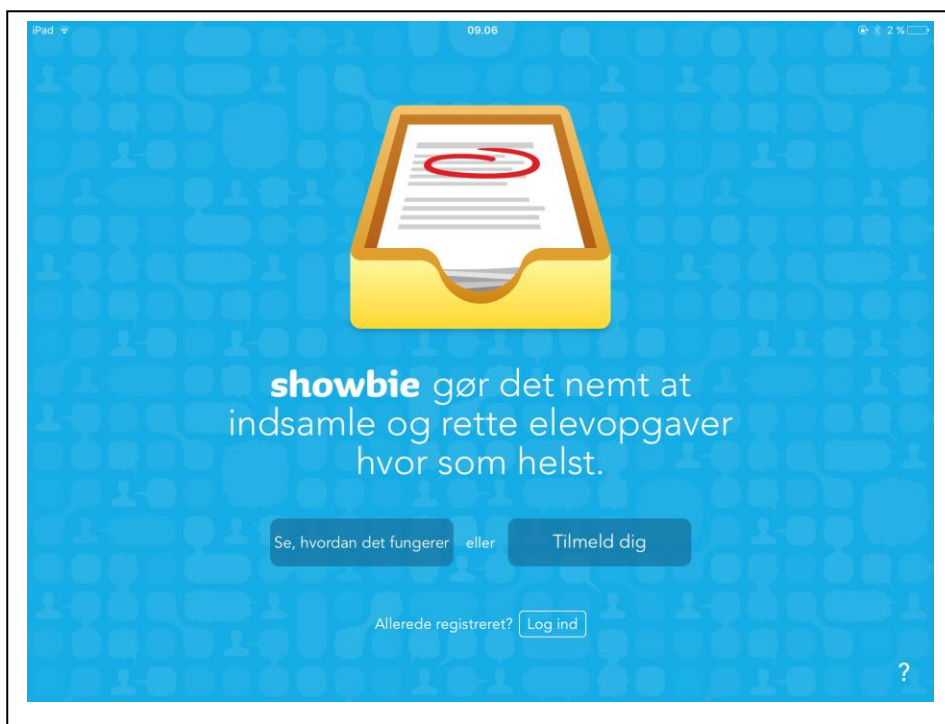 iPad 09.06 2 %
showbie gør det nemt at
indsamle og rette elevopgaver
hvor som helst.
Se, hvordan det fungerer eller Tilmeld dig
Allerede registreret? Log ind
?